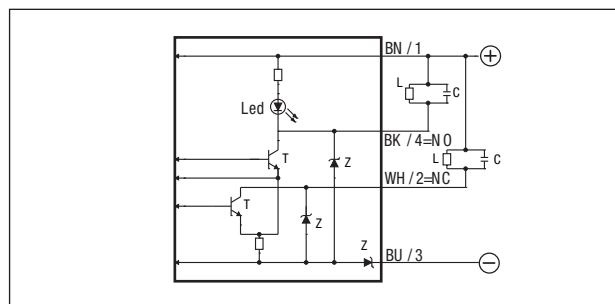 BN / 1
+
L
C
Led
BK / 4=NO
T
Z
L
C
WH / 2=NC
T
Z
Z
BU / 3
−